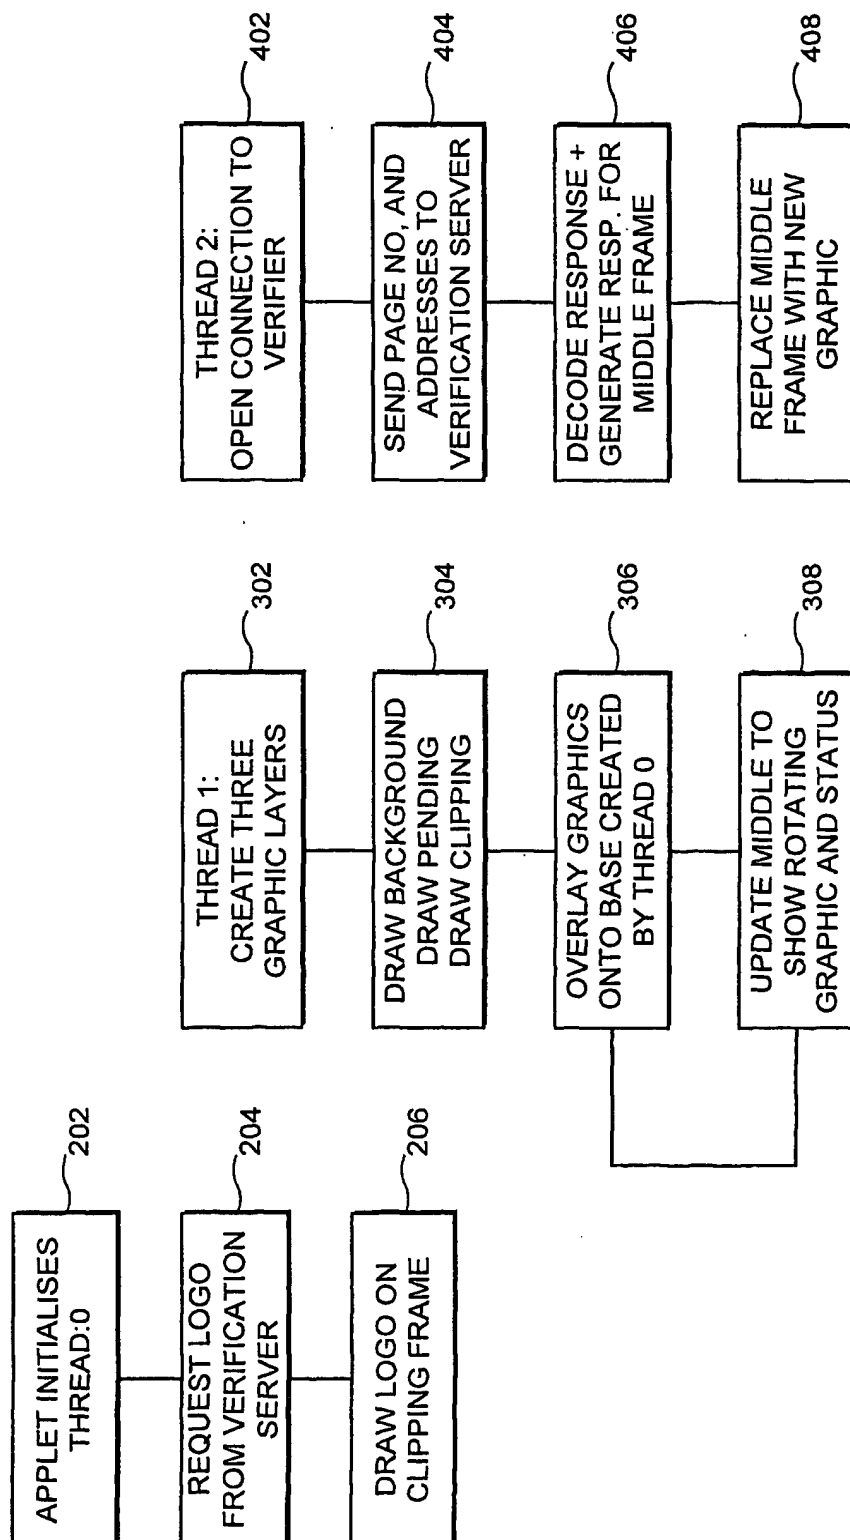 APPLET INITIALISES
THREAD:0
202
REQUEST LOGO
FROM VERIFICATION
SERVER
204
DRAW LOGO ON
CLIPPING FRAME
206
THREAD 1:
CREATE THREE
GRAPHIC LAYERS
302
DRAW BACKGROUND
DRAW PENDING
DRAW CLIPPING
304
OVERLAY GRAPHICS
ONTO BASE CREATED
BY THREAD 0
306
UPDATE MIDDLE TO
SHOW ROTATING
GRAPHIC AND STATUS
308
THREAD 2:
OPEN CONNECTION TO
VERIFIER
402
SEND PAGE NO, AND
ADDRESSES TO
VERIFICATION SERVER
404
DECODE RESPONSE +
GENERATE RESP. FOR
MIDDLE FRAME
406
REPLACE MIDDLE
FRAME WITH NEW
GRAPHIC
408